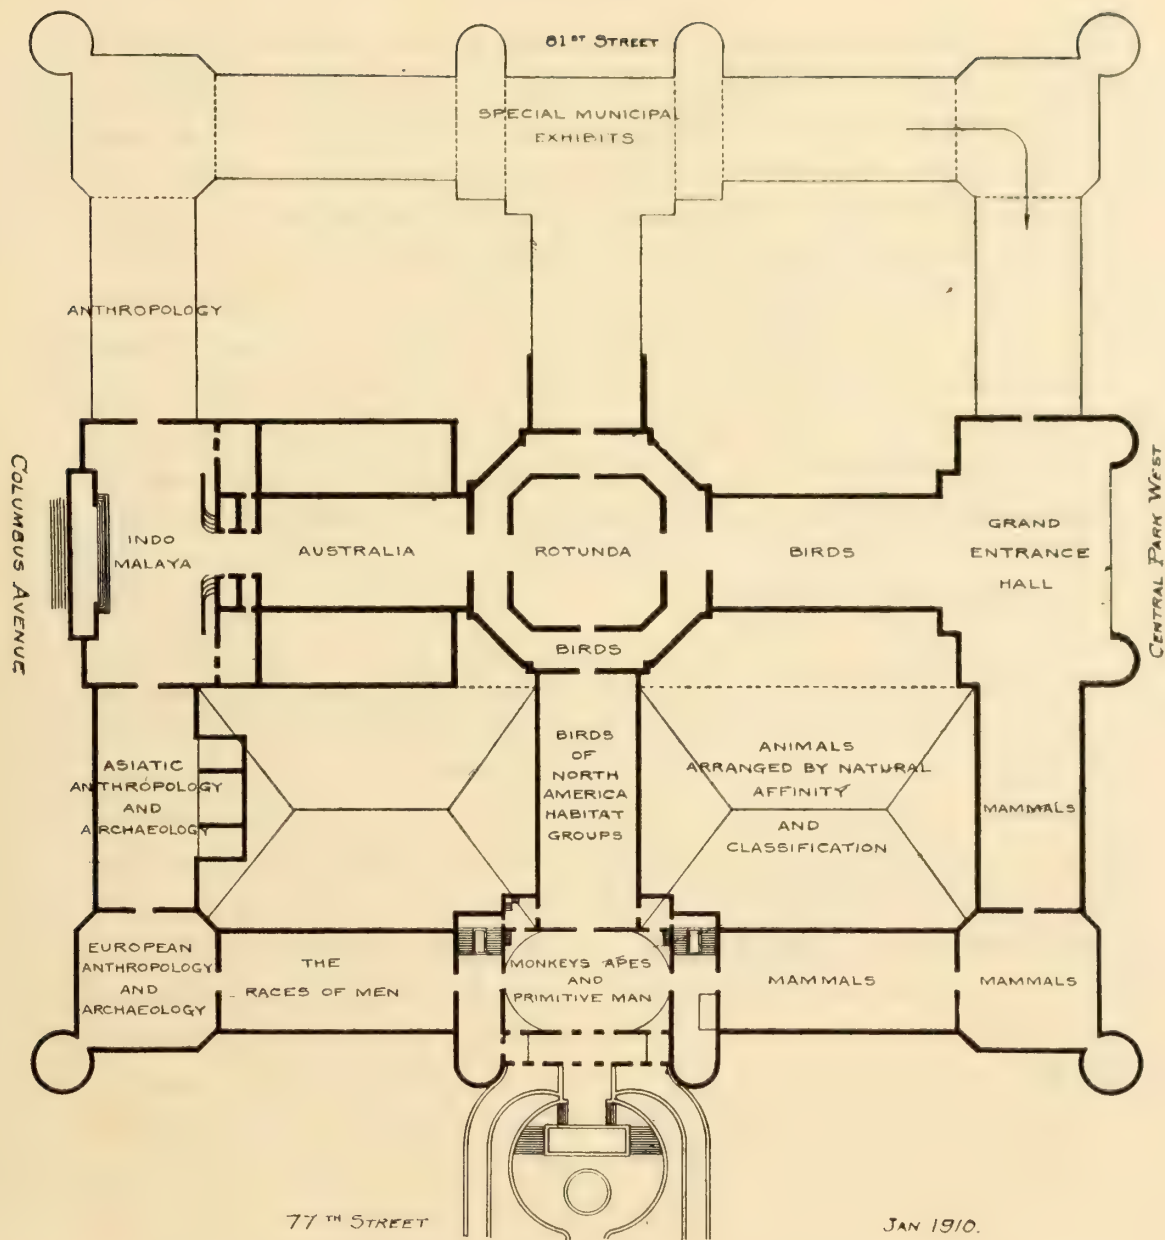 81ST STREET
SPECIAL MUNICIPAL
EXHIBITS
ANTHROPOLOGY
COLUMBUS AVENUE
INDO
MALAYA
AUSTRALIA
ROTUNDA
BIRDS
GRAND
ENTRANCE
HALL
CENTRAL PARK WEST
BIRDS
ASIATIC
ANTHROPOLOGY
AND
ARCHAEOLOGY
BIRDS
OF
NORTH
AMERICA
HABITAT
GROUPS
ANIMALS
ARRANGED BY NATURAL
AFFINITY
AND
CLASSIFICATION
MAMMALS
EUROPEAN
ANTHROPOLOGY
AND
ARCHAEOLOGY
THE
RACES OF MEN
MONKEYS APES
AND
PRIMITIVE MAN
MAMMALS
MAMMALS
77TH STREET
JAN 1910.